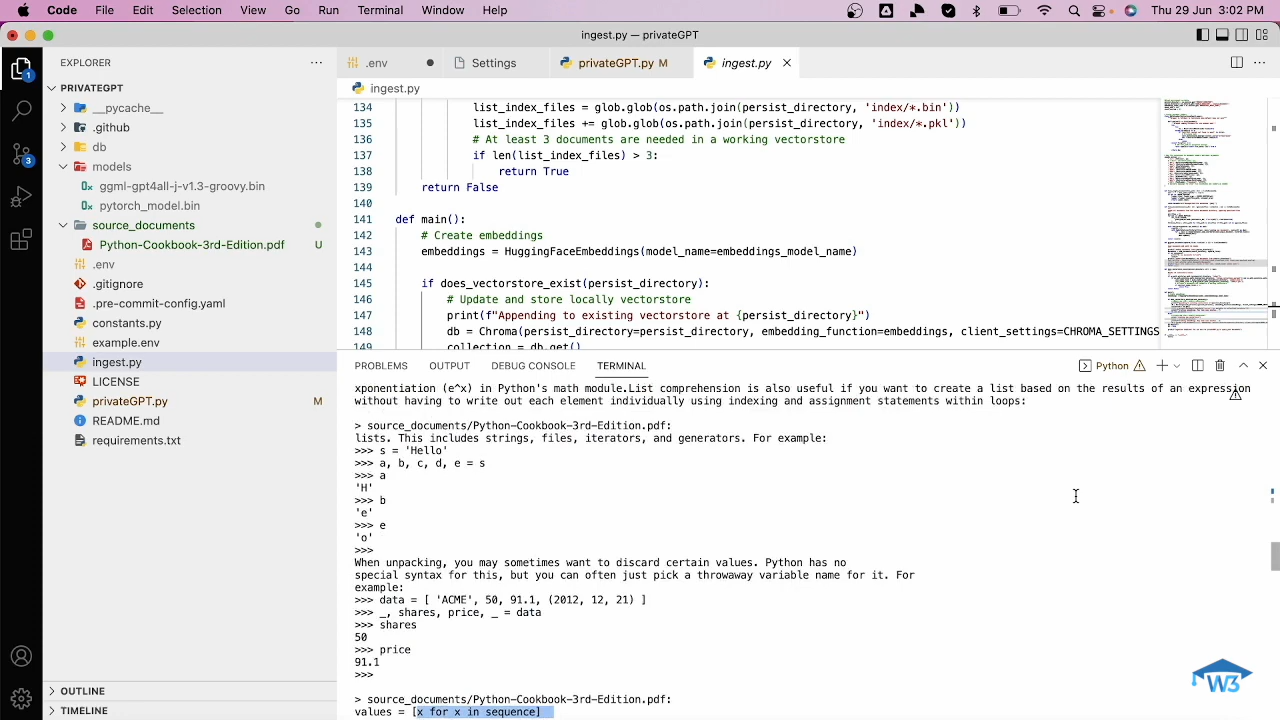 Code File Edit Selection View Go Run Terminal Window Help Thu 29 Jun 3:02 PM
ingest.py — privateGPT
EXPLORER
.env Settings privateGPT.py M ingest.py
PRIVATEGPT
ingest.py
__pycache__
.github
db
models
ggml-gpt4all-j-v1.3-groovy.bin
pytorch_model.bin
source_documents
Python-Cookbook-3rd-Edition.pdf U
.env
.gitignore
.pre-commit-config.yaml
constants.py
example.env
ingest.py
LICENSE
privateGPT.py M
README.md
requirements.txt
OUTLINE
TIMELINE
1
3
134 list_index_files = glob.glob(os.path.join(persist_directory, 'index/*.bin'))
135 list_index_files += glob.glob(os.path.join(persist_directory, 'index/*.pkl'))
136 # At least 3 documents are needed in a working vectorstore
137 if len(list_index_files) > 3:
138 return True
139 return False
140
141 def main():
142 # Create embeddings
143 embeddings = HuggingFaceEmbeddings(model_name=embeddings_model_name)
144
145 if does_vectorstore_exist(persist_directory):
146 # Update and store locally vectorstore
147 print(f"Appending to existing vectorstore at {persist_directory}")
148 db = Chroma(persist_directory=persist_directory, embedding_function=embeddings, client_settings=CHROMA_SETTINGS
149 collection = db.get()
PROBLEMS OUTPUT DEBUG CONSOLE TERMINAL Python
xponentiation (e^x) in Python's math module.List comprehension is also useful if you want to create a list based on the results of an expression
without having to write out each element individually using indexing and assignment statements within loops:
> source_documents/Python-Cookbook-3rd-Edition.pdf:
lists. This includes strings, files, iterators, and generators. For example:
>>> s = 'Hello'
>>> a, b, c, d, e = s
>>> a
'H'
>>> b
'e'
>>> e
'o'
>>>
When unpacking, you may sometimes want to discard certain values. Python has no
special syntax for this, but you can often just pick a throwaway variable name for it. For
example:
>>> data = [ 'ACME', 50, 91.1, (2012, 12, 21) ]
>>> _, shares, price, _ = data
>>> shares
50
>>> price
91.1
>>>
> source_documents/Python-Cookbook-3rd-Edition.pdf:
values = [x for x in sequence]
W3